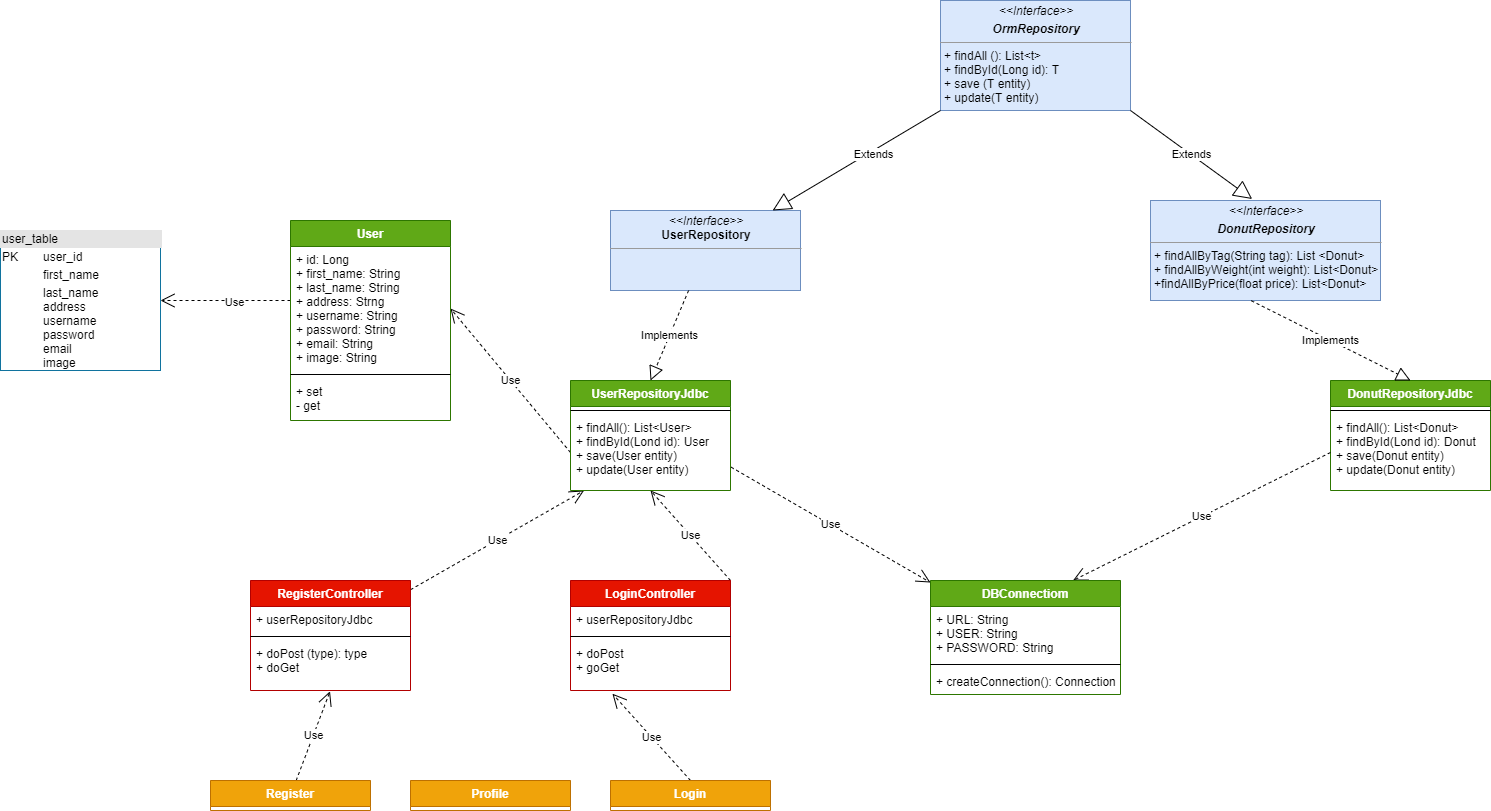 <<Interface>>
OrmRepository
+ findAll (): List<t>
+ findById(Long id): T
+ save (T entity)
+ update(T entity)
Extends
Extends
<<Interface>>
UserRepository
<<Interface>>
DonutRepository
+ findAllByTag(String tag): List <Donut>
+ findAllByWeight(int weight): List<Donut>
+findAllByPrice(float price): List<Donut>
user_table
PK user_id
first_name
last_name
address
username
password
email
image
Use
User
+ id: Long
+ first_name: String
+ last_name: String
+ address: Strng
+ username: String
+ password: String
+ email: String
+ image: String
+ set
- get
Implements
Implements
Use
UserRepositoryJdbc
+ findAll(): List<User>
+ findById(Lond id): User
+ save(User entity)
+ update(User entity)
DonutRepositoryJdbc
+ findAll(): List<Donut>
+ findById(Lond id): Donut
+ save(Donut entity)
+ update(Donut entity)
Use
Use
Use
Use
RegisterController
+ userRepositoryJdbc
+ doPost (type): type
+ doGet
LoginController
+ userRepositoryJdbc
+ doPost
+ goGet
DBConnectiom
+ URL: String
+ USER: String
+ PASSWORD: String
+ createConnection(): Connection
Use
Use
Register
Profile
Login